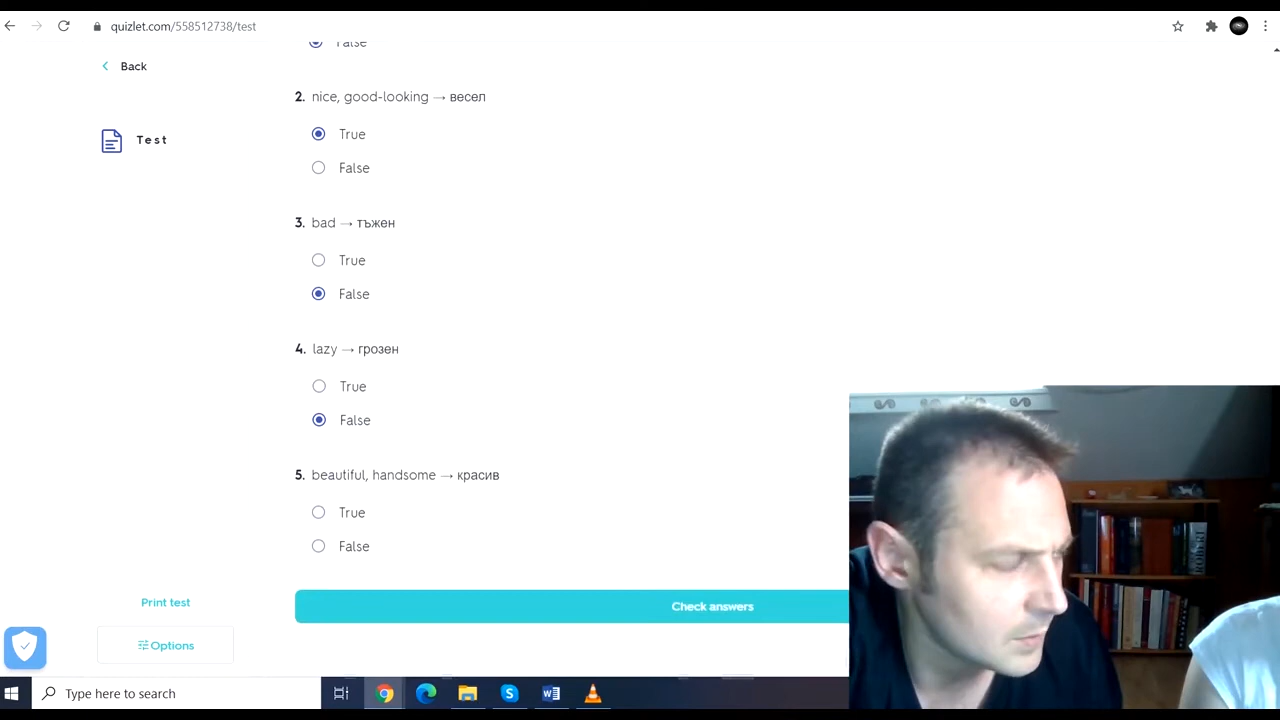 quizlet.com/558512738/test
False
Back
2. nice, good-looking → весел
Test
True
False
3. bad → тъжен
True
False
4. lazy → грозен
True
False
5. beautiful, handsome → красив
True
False
Print test
Check answers
Options
Type here to search